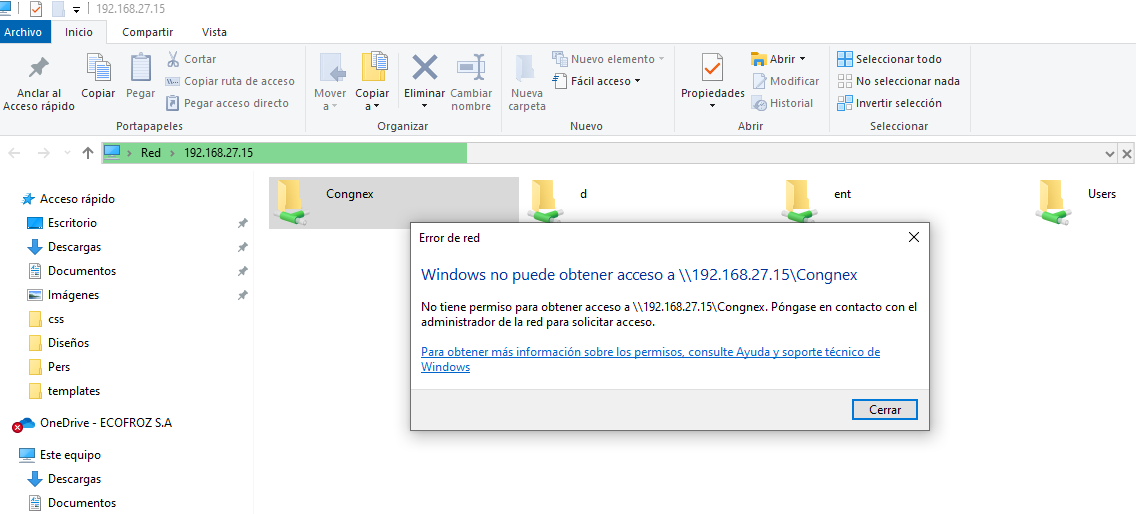 192.168.27.15
Archivo Inicio Compartir Vista
Anclar al Acceso rápido
Copiar
Pegar
Cortar
Copiar ruta de acceso
Pegar acceso directo
Portapapeles
Mover a
Copiar a
Eliminar
Cambiar nombre
Organizar
Nueva carpeta
Nuevo elemento
Fácil acceso
Nuevo
Propiedades
Abrir
Modificar
Historial
Abrir
Seleccionar todo
No seleccionar nada
Invertir selección
Seleccionar
Red > 192.168.27.15
Acceso rápido
Escritorio
Descargas
Documentos
Imágenes
css
Diseños
Pers
templates
OneDrive - ECOFROZ S.A
Este equipo
Descargas
Documentos
Congnex
d
ent
Users
Error de red
Windows no puede obtener acceso a \\192.168.27.15\Congnex
No tiene permiso para obtener acceso a \\192.168.27.15\Congnex. Póngase en contacto con el
administrador de la red para solicitar acceso.
Para obtener más información sobre los permisos, consulte Ayuda y soporte técnico de
Windows
Cerrar